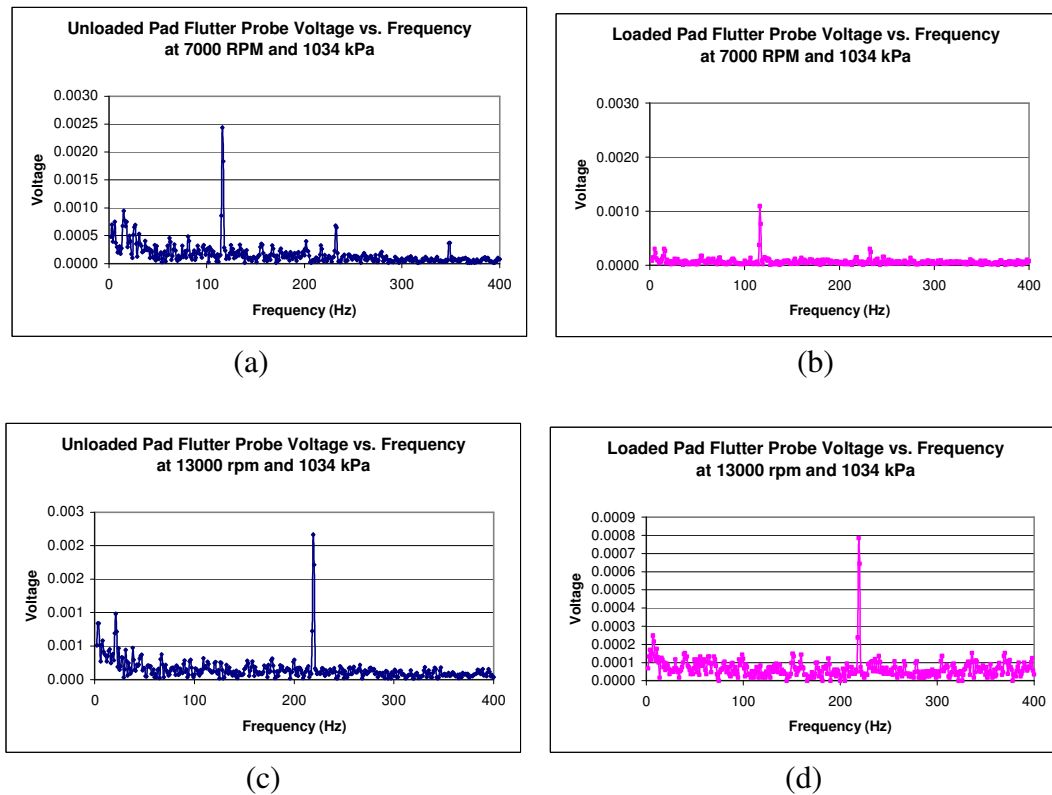 Unloaded Pad Flutter Probe Voltage vs. Frequency
at 7000 RPM and 1034 kPa
0.0030
0.0025
0.0020
0.0015
0.0010
0.0005
0.0000
Voltage
0 100 200 300 400
Frequency (Hz)
(a)
Loaded Pad Flutter Probe Voltage vs. Frequency
at 7000 RPM and 1034 kPa
0.0030
0.0020
0.0010
0.0000
Voltage
0 100 200 300 400
Frequency (Hz)
(b)
Unloaded Pad Flutter Probe Voltage vs. Frequency
at 13000 rpm and 1034 kPa
0.003
0.002
0.002
0.001
0.001
0.000
Voltage
0 100 200 300 400
Frequency (Hz)
(c)
Loaded Pad Flutter Probe Voltage vs. Frequency
at 13000 rpm and 1034 kPa
0.0009
0.0008
0.0007
0.0006
0.0005
0.0004
0.0003
0.0002
0.0001
0.0000
Voltage
0 100 200 300 400
Frequency (Hz)
(d)